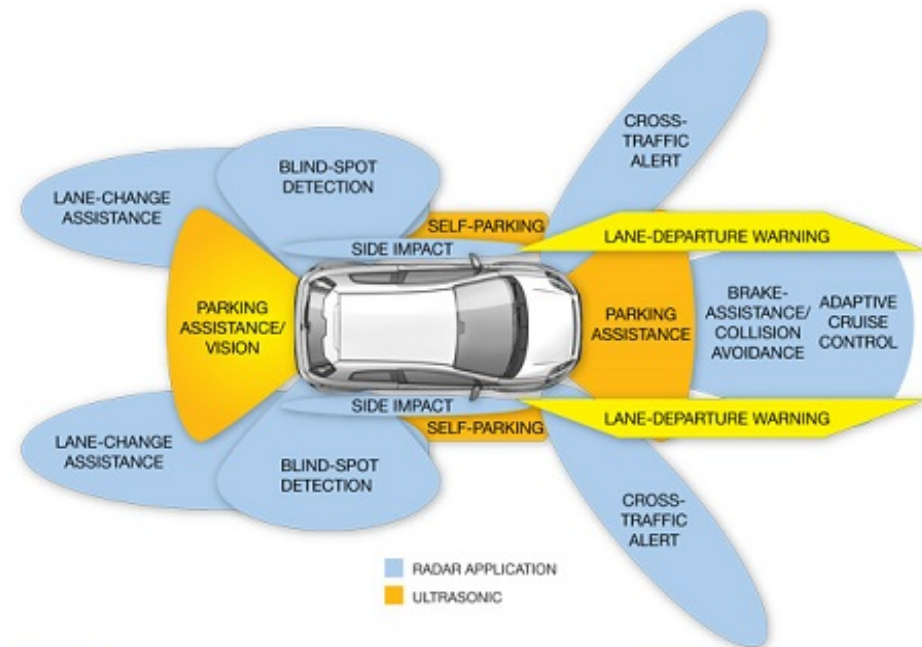 CROSS-
TRAFFIC
ALERT
BLIND-SPOT
DETECTION
LANE-CHANGE
ASSISTANCE
SELF-PARKING
SIDE IMPACT
LANE-DEPARTURE WARNING
PARKING
ASSISTANCE/
VISION
PARKING
ASSISTANCE
BRAKE-
ASSISTANCE/
COLLISION
AVOIDANCE
ADAPTIVE
CRUISE
CONTROL
SIDE IMPACT
SELF-PARKING
LANE-DEPARTURE WARNING
LANE-CHANGE
ASSISTANCE
BLIND-SPOT
DETECTION
CROSS-
TRAFFIC
ALERT
RADAR APPLICATION
ULTRASONIC